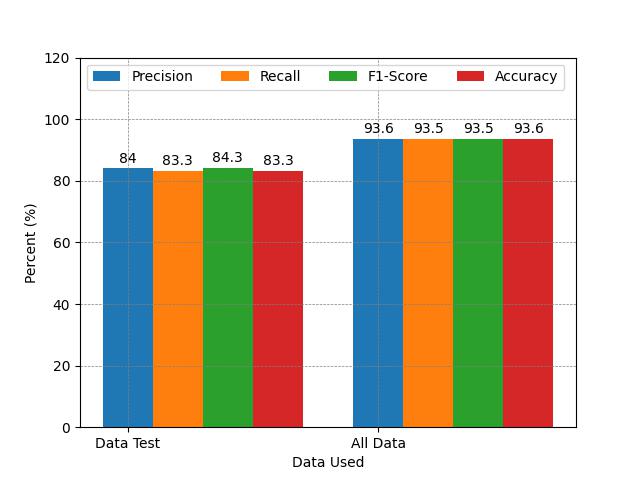 120
Precision Recall F1-Score Accuracy
100
93.6 93.5 93.5 93.6
84 83.3 84.3 83.3
80
60
40
20
0
Percent (%)
Data Test All Data
Data Used